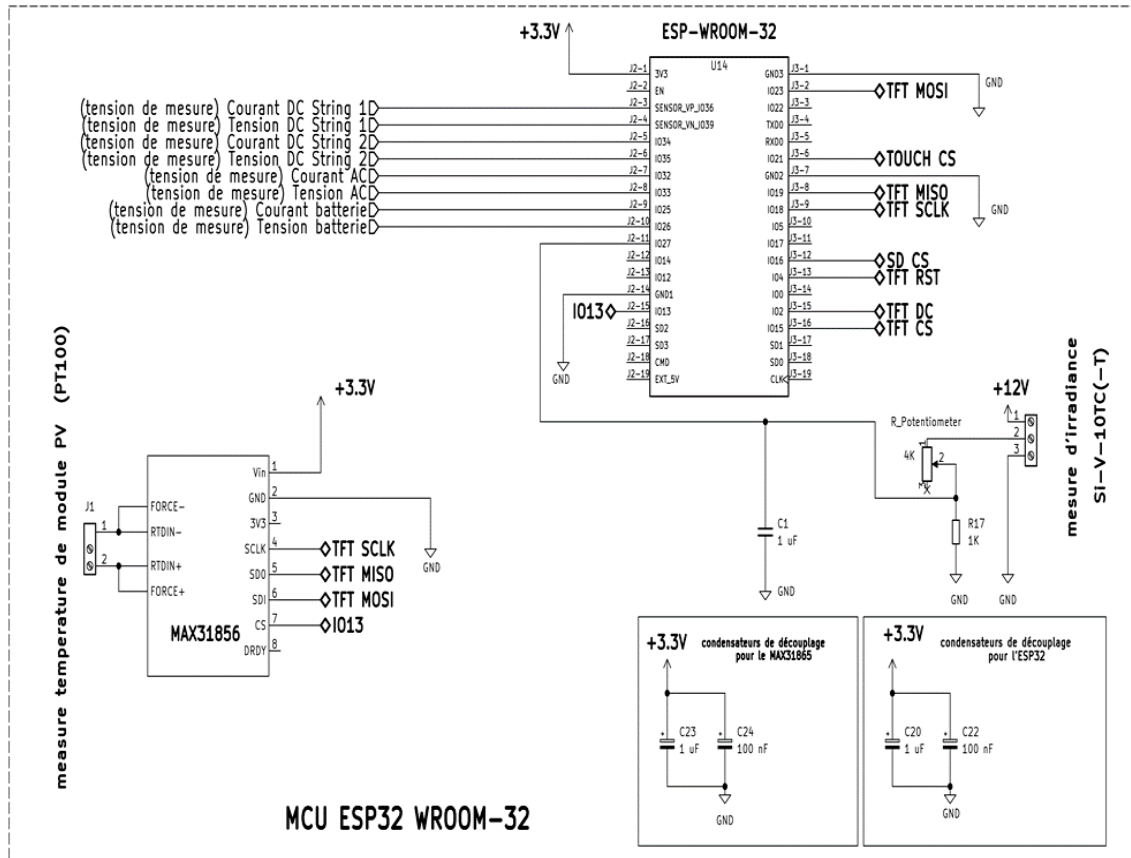 +3.3V
ESP-WROOM-32
U14
J2-1 3V3 GND3 J3-1
GND
J2-2 EN IO23 J3-2 TFT MOSI
(tension de mesure) Courant DC String 1 J2-3 SENSOR_VP_IO36 IO22 J3-3
(tension de mesure) Tension DC String 1 J2-4 SENSOR_VN_IO39 TXD0 J3-4
(tension de mesure) Courant DC String 2 J2-5 IO34 RXD0 J3-5
(tension de mesure) Tension DC String 2 J2-6 IO35 IO21 J3-6 TOUCH CS
(tension de mesure) Courant AC J2-7 IO32 GND2 J3-7
(tension de mesure) Tension AC J2-8 IO33 IO19 J3-8 TFT MISO
(tension de mesure) Courant batterie J2-9 IO25 IO18 J3-9 TFT SCLK
GND
(tension de mesure) Tension batterie J2-10 IO26 IO5 J3-10
J2-11 IO27 IO17 J3-11
J2-12 IO14 IO16 J3-12 SD CS
J2-13 IO12 IO4 J3-13 TFT RST
J2-14 GND1 IO0 J3-14
IO13 J2-15 IO13 IO2 J3-15 TFT DC
J2-16 SD2 IO15 J3-16 TFT CS
J2-17 SD3 SD1 J3-17
J2-18 CMD SD0 J3-18
J2-19 EXT_5V CLK J3-19
GND
measure temperature de module PV (PT100)
+3.3V
J1
1
2
Vin 1
FORCE- GND 2
RTDIN- 3V3 3
SCLK 4 TFT SCLK
RTDIN+ SDO 5 TFT MISO
FORCE+ SDI 6 TFT MOSI
CS 7 IO13
MAX31856
DRDY 8
GND
+12V
R_Potentiometer
4K
1
2
1
2
3
mesure d'irradiance
Si-V-10TC(-T)
C1
1 uF
GND
R17
1K
GND
GND
+3.3V
condensateurs de découplage
pour le MAX31865
C23
1 uF
C24
100 nF
GND
+3.3V
condensateurs de découplage
pour l'ESP32
C20
1 uF
C22
100 nF
GND
MCU ESP32 WROOM-32